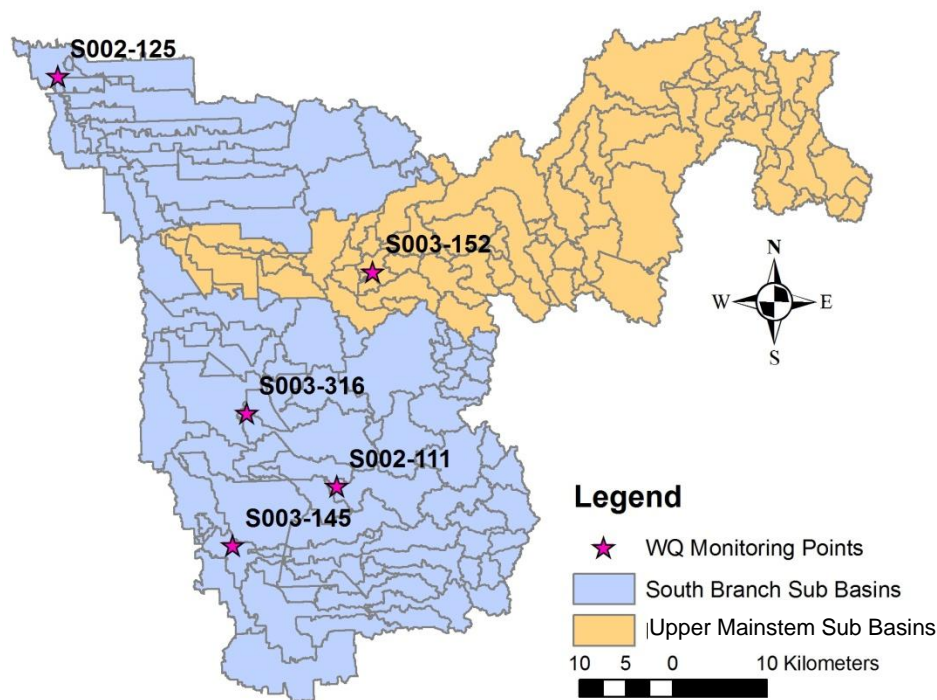 S002-125
S003-152
N
W E
S
S003-316
S002-111
S003-145
Legend
WQ Monitoring Points
South Branch Sub Basins
Upper Mainstem Sub Basins
10 5 0 10 Kilometers